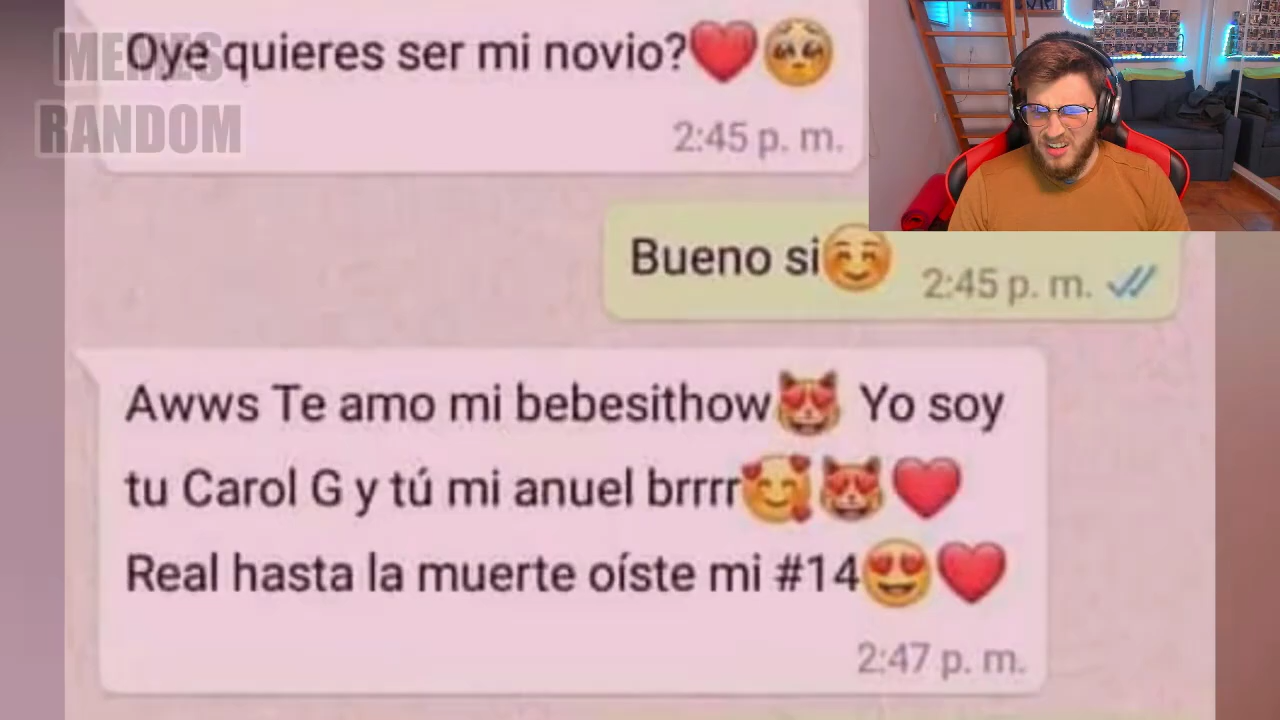 MEMES
RANDOM
Oye quieres ser mi novio?❤️🥺
2:45 p. m.
Bueno si☺️
2:45 p. m.
Awws Te amo mi bebesithow😻 Yo soy
tu Carol G y tú mi anuel brrrr🥰😻❤️
Real hasta la muerte oíste mi #14😍❤️
2:47 p. m.